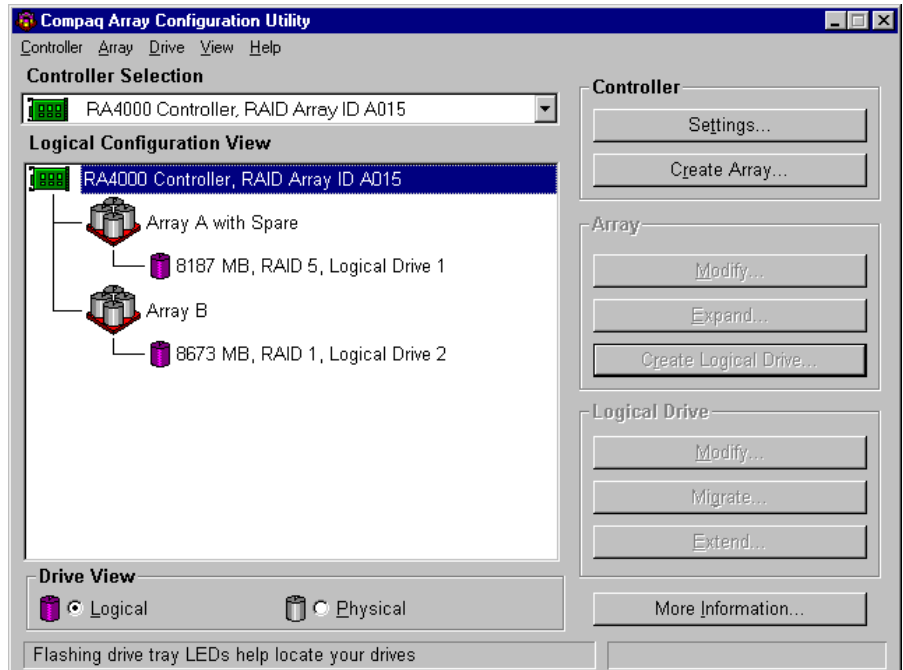 Compaq Array Configuration Utility
Controller Array Drive View Help
Controller Selection
RA4000 Controller, RAID Array ID A015
Logical Configuration View
RA4000 Controller, RAID Array ID A015
Array A with Spare
8187 MB, RAID 5, Logical Drive 1
Array B
8673 MB, RAID 1, Logical Drive 2
Drive View
Logical
Physical
Controller
Settings...
Create Array...
Array
Modify...
Expand...
Create Logical Drive...
Logical Drive
Modify...
Migrate...
Extend...
More Information...
Flashing drive tray LEDs help locate your drives